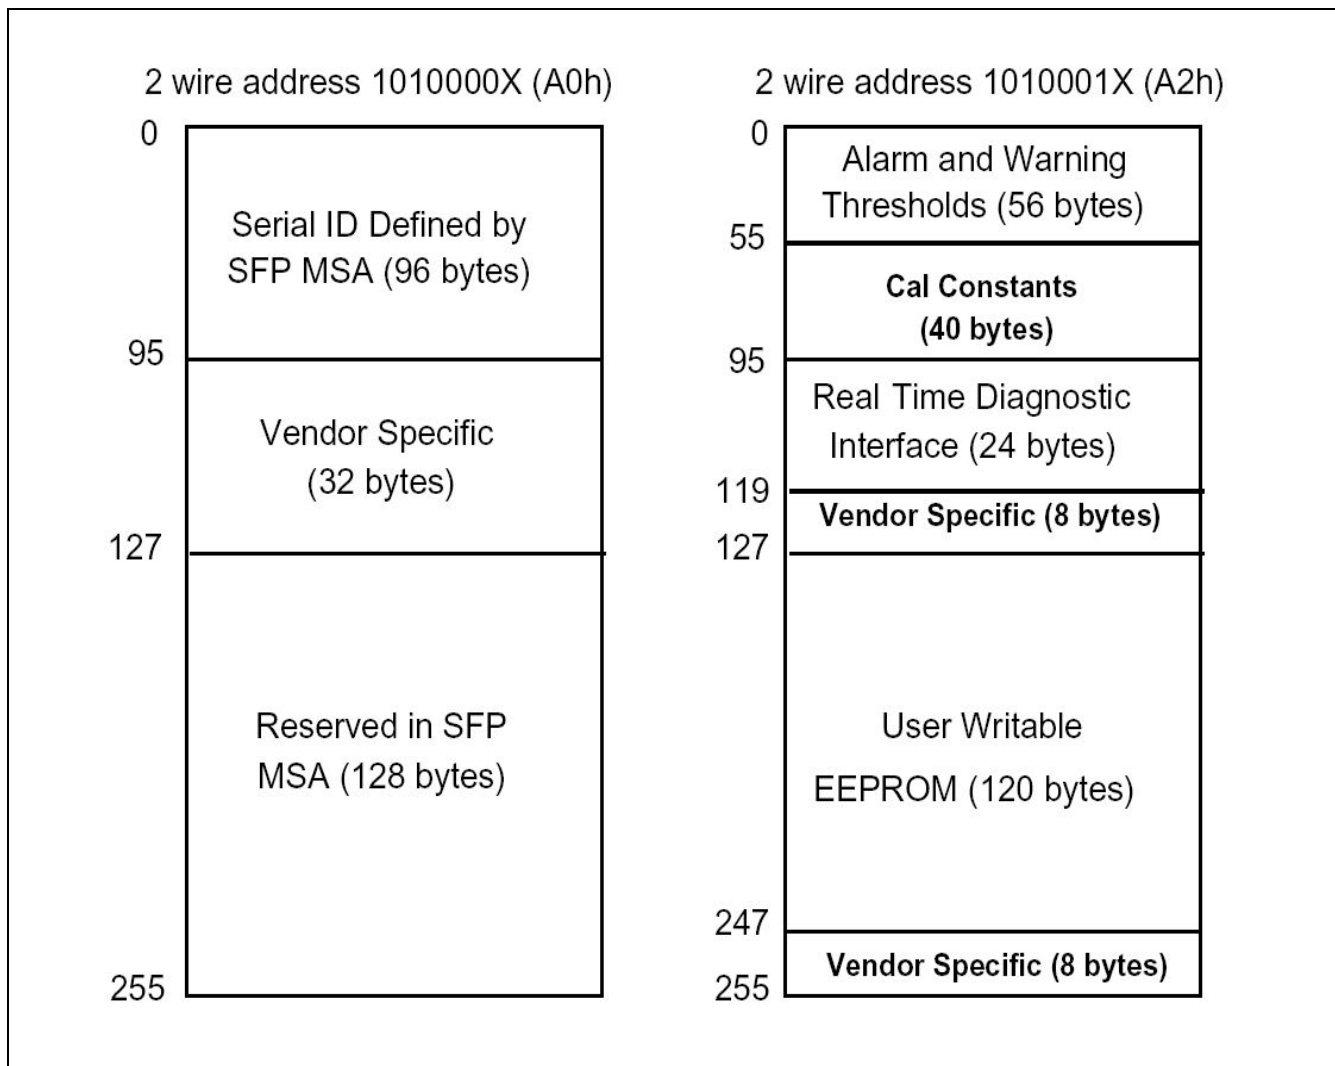 2 wire address 1010000X (A0h)
0
Serial ID Defined by
SFP MSA (96 bytes)
95
Vendor Specific
(32 bytes)
127
Reserved in SFP
MSA (128 bytes)
255
2 wire address 1010001X (A2h)
0
Alarm and Warning
Thresholds (56 bytes)
55
Cal Constants
(40 bytes)
95
Real Time Diagnostic
Interface (24 bytes)
119
Vendor Specific (8 bytes)
127
User Writable
EEPROM (120 bytes)
247
Vendor Specific (8 bytes)
255